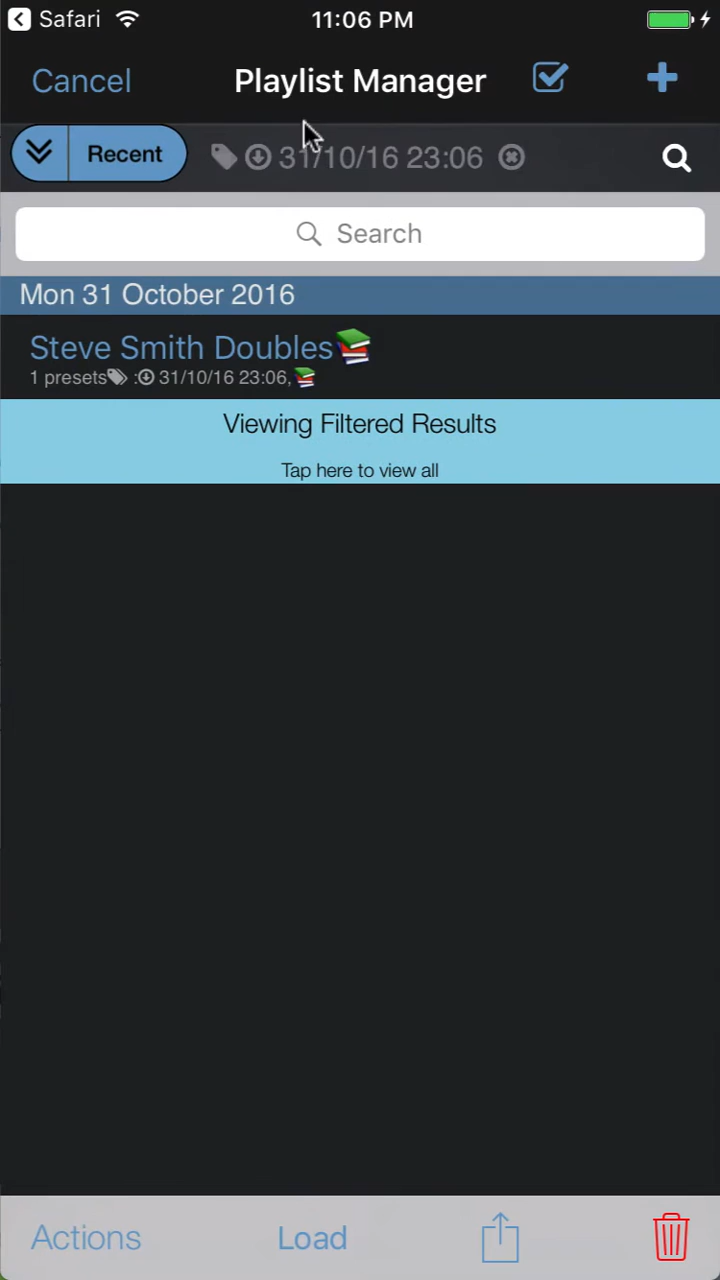 Safari 11:06 PM
Cancel Playlist Manager
Recent 31/10/16 23:06
Search
Mon 31 October 2016
Steve Smith Doubles
1 presets : 31/10/16 23:06,
Viewing Filtered Results
Tap here to view all
Actions Load